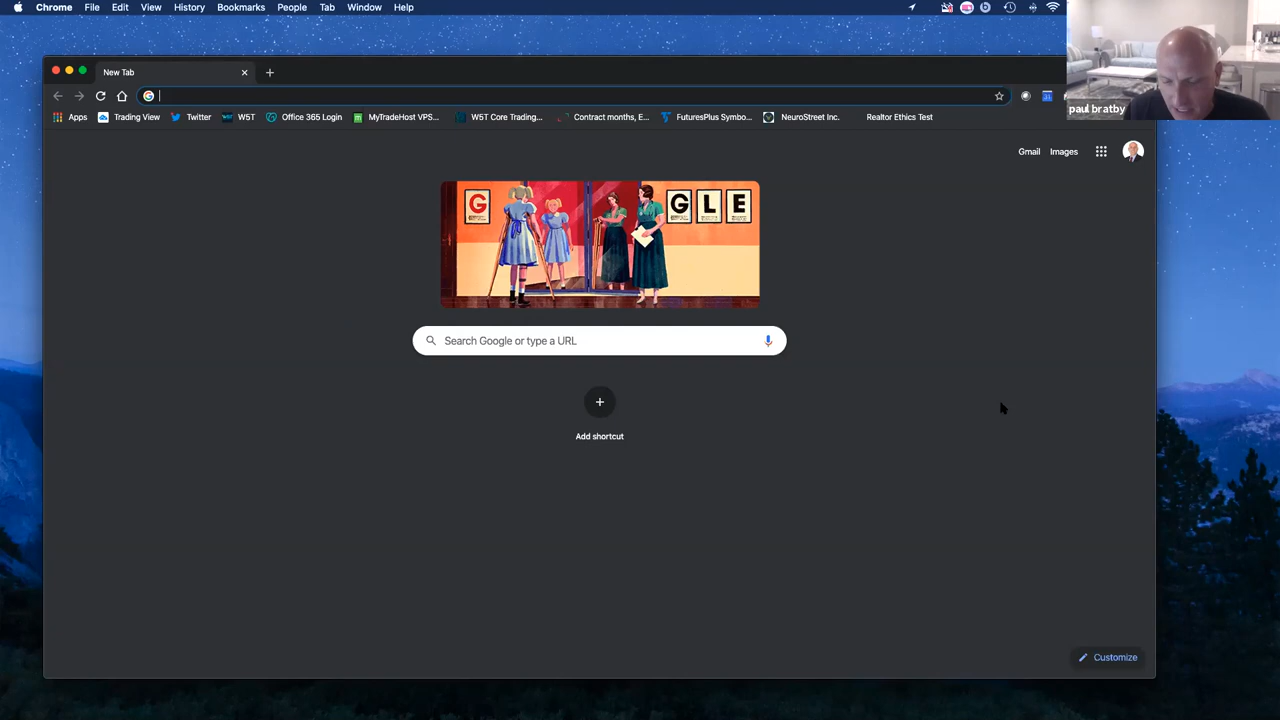 Chrome File Edit View History Bookmarks People Tab Window Help
New Tab
paul bratby
Apps Trading View Twitter W5T Office 365 Login MyTradeHost VPS... W5T Core Trading... Contract months, E... FuturesPlus Symbo... NeuroStreet Inc. Realtor Ethics Test
Gmail Images
G G L E
Search Google or type a URL
Add shortcut
Customize